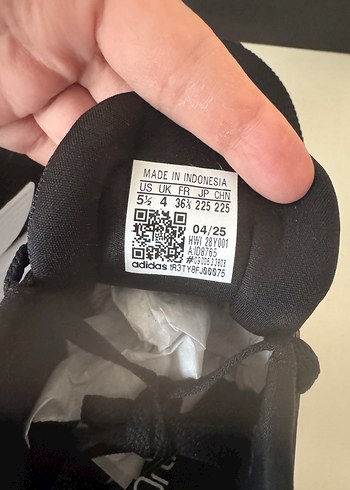 MADE IN INDONESIA
US UK FR JP CHN
5½ 4 36⅔ 225 225
04/25
HWI 28Y001
adidas